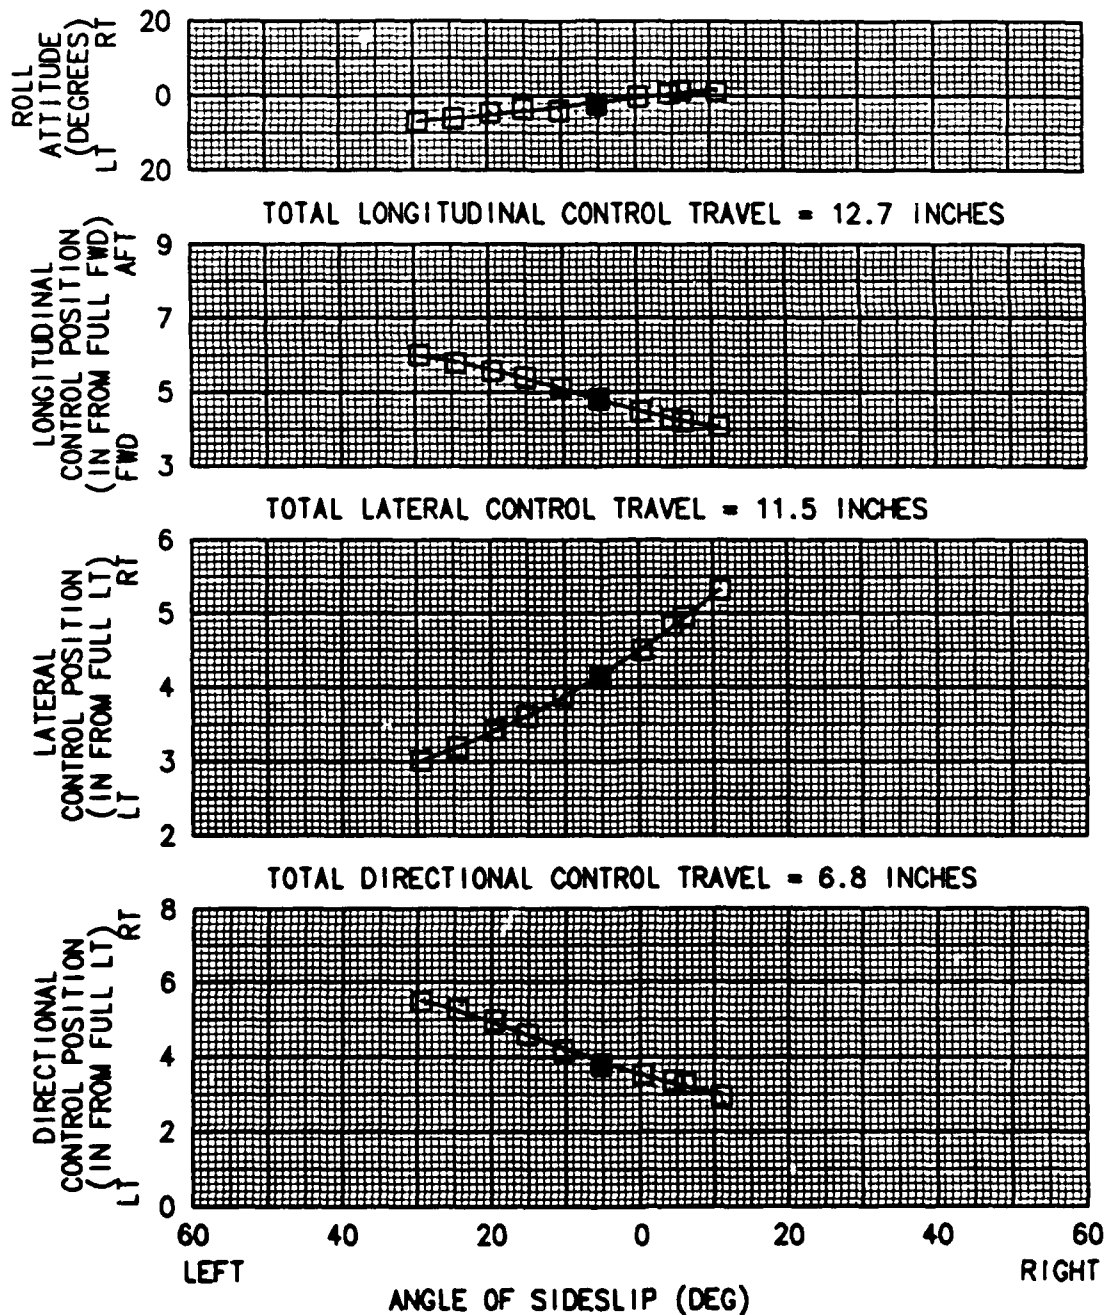 ROLL
ATTITUDE
(DEGREES)
LT RT
20
0
20
TOTAL LONGITUDINAL CONTROL TRAVEL = 12.7 INCHES
LONGITUDINAL
CONTROL POSITION
(IN FROM FULL FWD)
FWD AFT
9
7
5
3
TOTAL LATERAL CONTROL TRAVEL = 11.5 INCHES
LATERAL
CONTROL POSITION
(IN FROM FULL LT)
LT RT
6
5
4
3
2
TOTAL DIRECTIONAL CONTROL TRAVEL = 6.8 INCHES
DIRECTIONAL
CONTROL POSITION
(IN FROM FULL LT)
LT RT
8
6
4
2
0
60 40 20 0 20 40 60
LEFT RIGHT
ANGLE OF SIDESLIP (DEG)